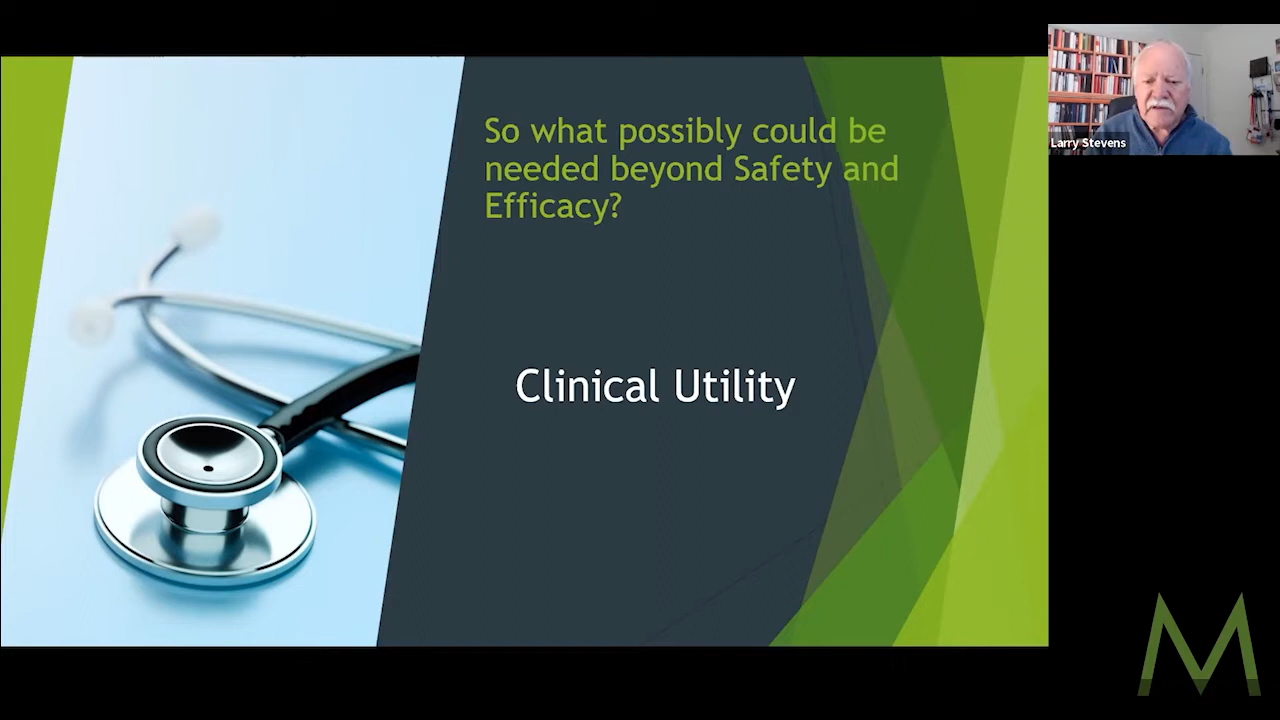 So what possibly could be
needed beyond Safety and
Efficacy?
Clinical Utility
Larry Stevens
M